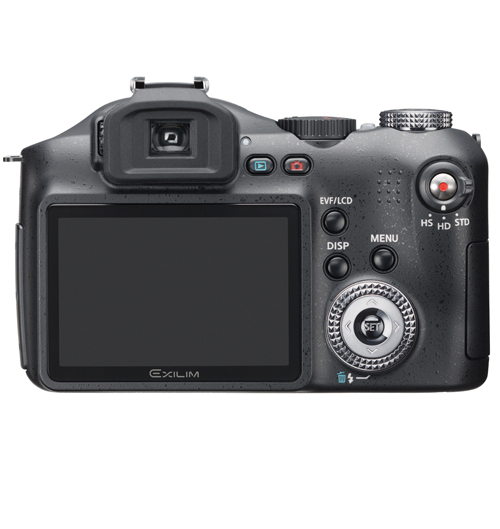 EVF/LCD
DISP
MENU
HS HD STD
SET
EXILIM